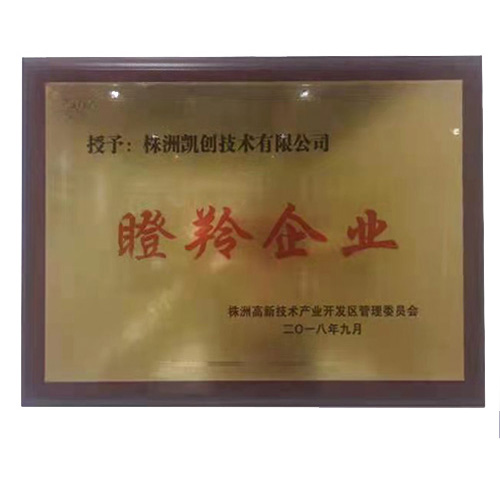 授予：株洲凯创技术有限公司
瞪羚企业
株洲高新技术产业开发区管理委员会
二〇一八年九月